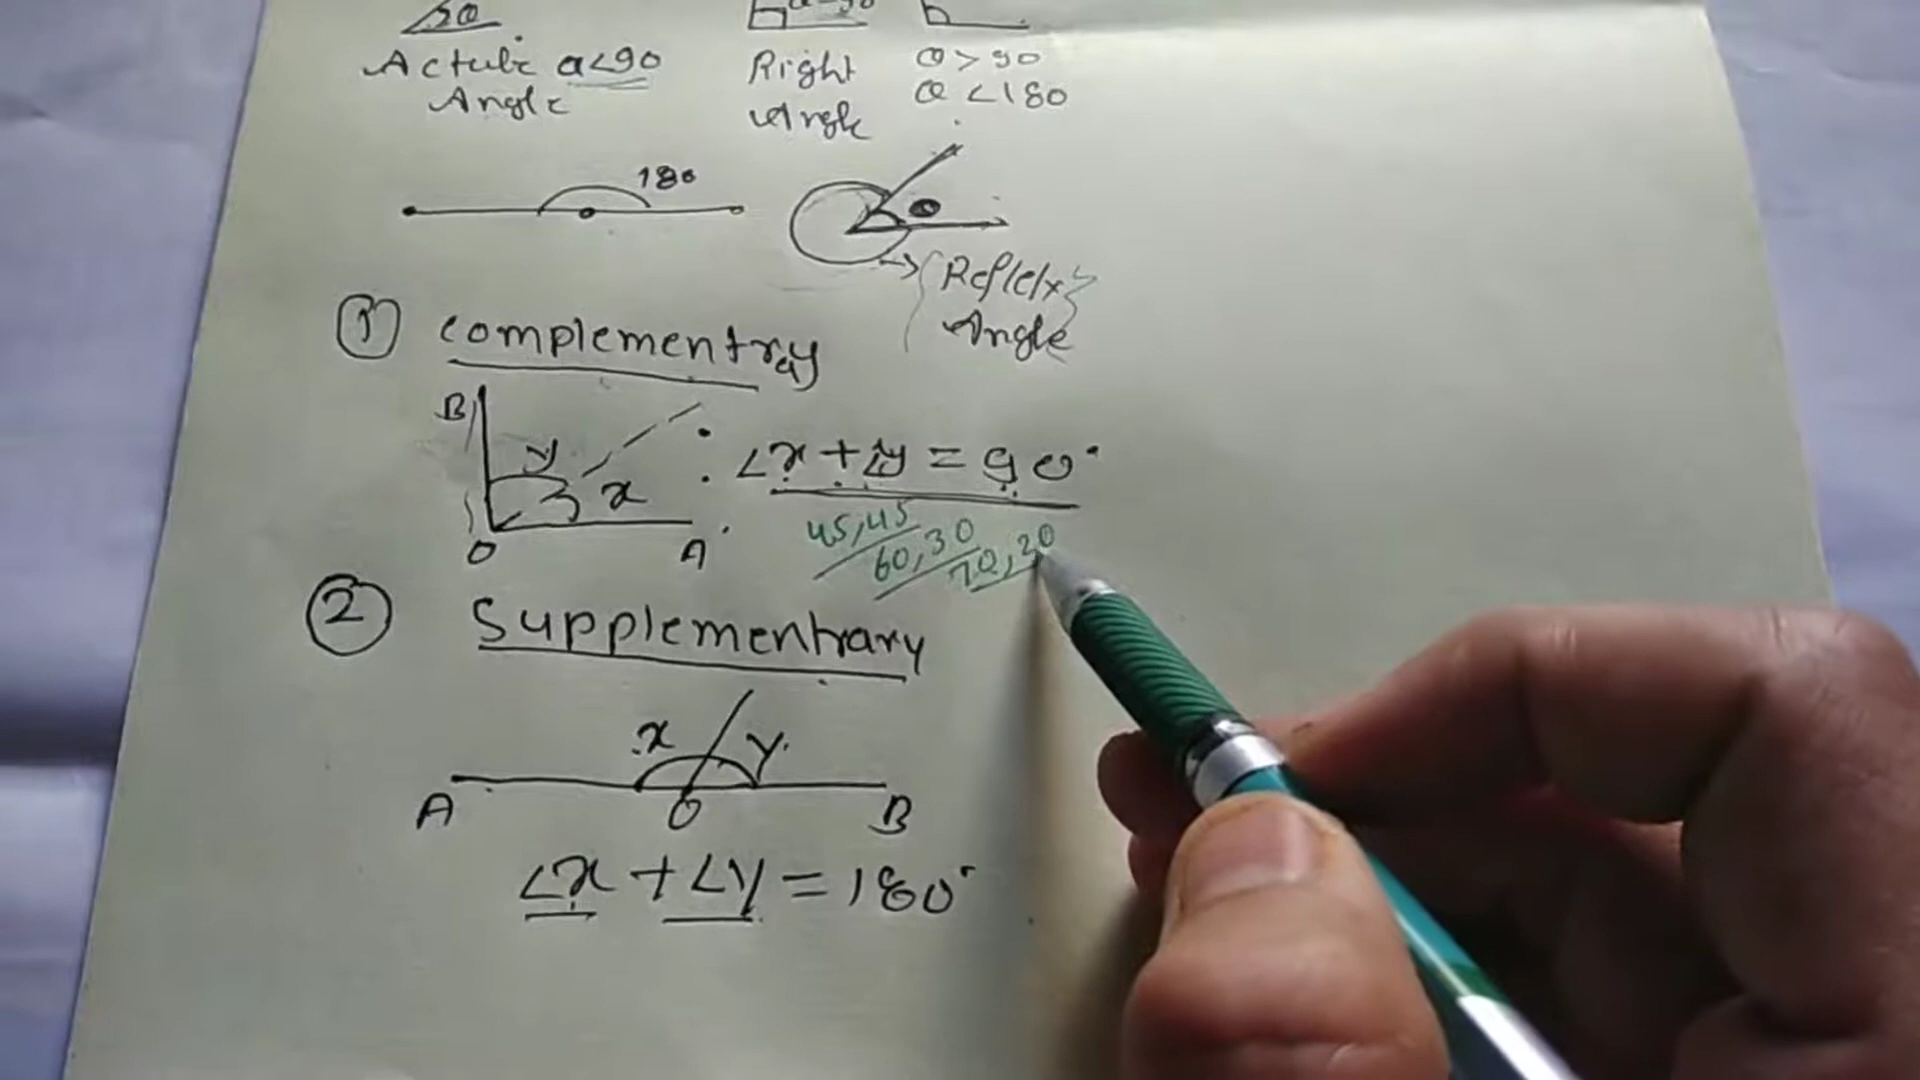 Actube a<90
Angle
Right
Angle
a>90
a<180
180
Reflex
Angle
① complementray
B
y
x
O
A
∠x+∠y=90°
45,45
60,30
70,20
② Supplementrary
x
y
A
O
B
∠x+∠y=180°